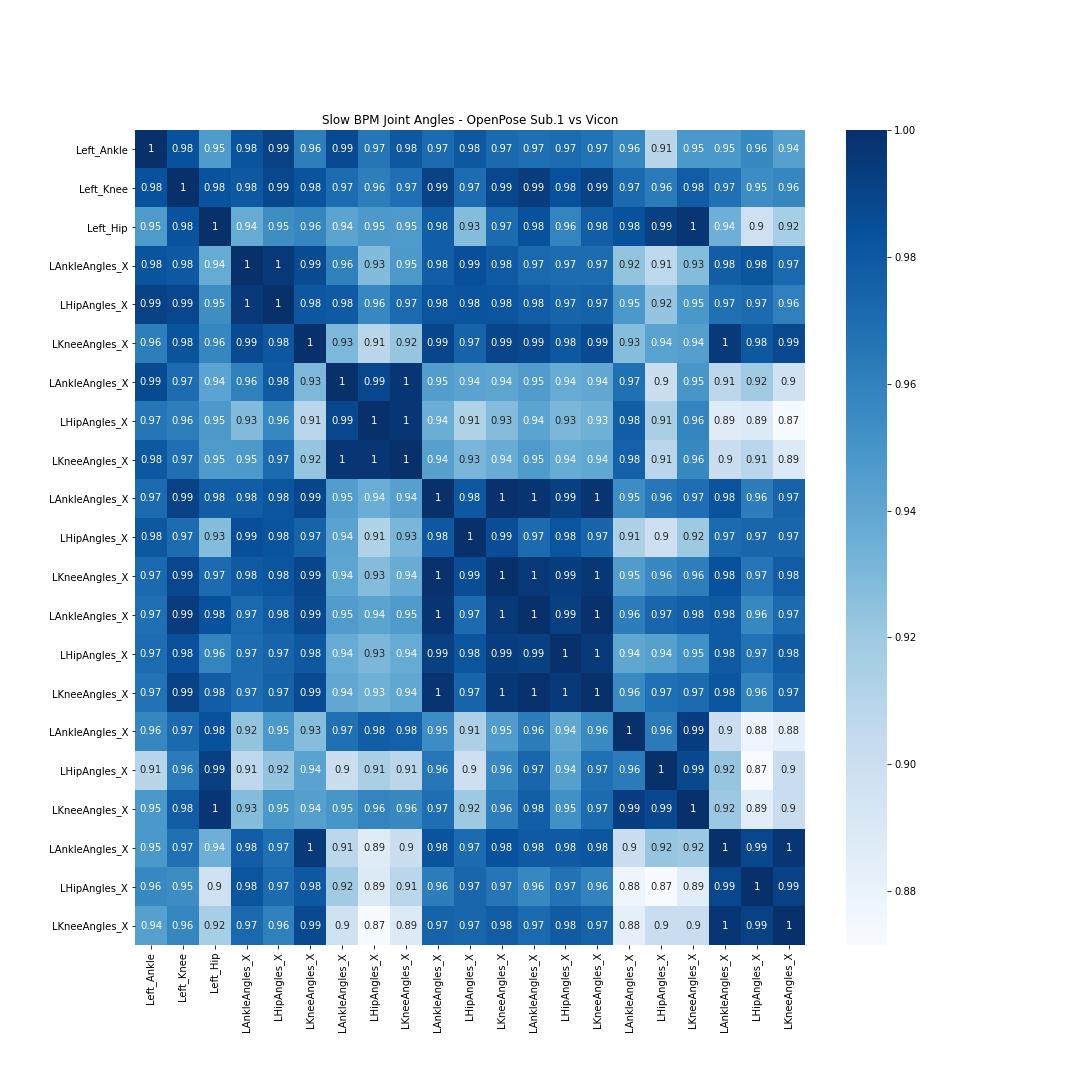 Slow BPM Joint Angles - OpenPose Sub.1 vs Vicon
Left_Ankle 1 0.98 0.95 0.98 0.99 0.96 0.99 0.97 0.98 0.97 0.98 0.97 0.97 0.97 0.97 0.96 0.91 0.95 0.95 0.96 0.94
Left_Knee 0.98 1 0.98 0.98 0.99 0.98 0.97 0.96 0.97 0.99 0.97 0.99 0.99 0.98 0.99 0.97 0.96 0.98 0.97 0.95 0.96
Left_Hip 0.95 0.98 1 0.94 0.95 0.96 0.94 0.95 0.95 0.98 0.93 0.97 0.98 0.96 0.98 0.98 0.99 1 0.94 0.9 0.92
LAnkleAngles_X 0.98 0.98 0.94 1 1 0.99 0.96 0.93 0.95 0.98 0.99 0.98 0.97 0.97 0.97 0.92 0.91 0.93 0.98 0.98 0.97
LHipAngles_X 0.99 0.99 0.95 1 1 0.98 0.98 0.96 0.97 0.98 0.98 0.98 0.98 0.97 0.97 0.95 0.92 0.95 0.97 0.97 0.96
LKneeAngles_X 0.96 0.98 0.96 0.99 0.98 1 0.93 0.91 0.92 0.99 0.97 0.99 0.99 0.98 0.99 0.93 0.94 0.94 1 0.98 0.99
LAnkleAngles_X 0.99 0.97 0.94 0.96 0.98 0.93 1 0.99 1 0.95 0.94 0.94 0.95 0.94 0.94 0.97 0.9 0.95 0.91 0.92 0.9
LHipAngles_X 0.97 0.96 0.95 0.93 0.96 0.91 0.99 1 1 0.94 0.91 0.93 0.94 0.93 0.93 0.98 0.91 0.96 0.89 0.89 0.87
LKneeAngles_X 0.98 0.97 0.95 0.95 0.97 0.92 1 1 1 0.94 0.93 0.94 0.95 0.94 0.94 0.98 0.91 0.96 0.9 0.91 0.89
LAnkleAngles_X 0.97 0.99 0.98 0.98 0.98 0.99 0.95 0.94 0.94 1 0.98 1 1 0.99 1 0.95 0.96 0.97 0.98 0.96 0.97
LHipAngles_X 0.98 0.97 0.93 0.99 0.98 0.97 0.94 0.91 0.93 0.98 1 0.99 0.97 0.98 0.97 0.91 0.9 0.92 0.97 0.97 0.97
LKneeAngles_X 0.97 0.99 0.97 0.98 0.98 0.99 0.94 0.93 0.94 1 0.99 1 1 0.99 1 0.95 0.96 0.96 0.98 0.97 0.98
LAnkleAngles_X 0.97 0.99 0.98 0.97 0.98 0.99 0.95 0.94 0.95 1 0.97 1 1 0.99 1 0.96 0.97 0.98 0.98 0.96 0.97
LHipAngles_X 0.97 0.98 0.96 0.97 0.97 0.98 0.94 0.93 0.94 0.99 0.98 0.99 0.99 1 1 0.94 0.94 0.95 0.98 0.97 0.98
LKneeAngles_X 0.97 0.99 0.98 0.97 0.97 0.99 0.94 0.93 0.94 1 0.97 1 1 1 1 0.96 0.97 0.97 0.98 0.96 0.97
LAnkleAngles_X 0.96 0.97 0.98 0.92 0.95 0.93 0.97 0.98 0.98 0.95 0.91 0.95 0.96 0.94 0.96 1 0.96 0.99 0.9 0.88 0.88
LHipAngles_X 0.91 0.96 0.99 0.91 0.92 0.94 0.9 0.91 0.91 0.96 0.9 0.96 0.97 0.94 0.97 0.96 1 0.99 0.92 0.87 0.9
LKneeAngles_X 0.95 0.98 1 0.93 0.95 0.94 0.95 0.96 0.96 0.97 0.92 0.96 0.98 0.95 0.97 0.99 0.99 1 0.92 0.89 0.9
LAnkleAngles_X 0.95 0.97 0.94 0.98 0.97 1 0.91 0.89 0.9 0.98 0.97 0.98 0.98 0.98 0.98 0.9 0.92 0.92 1 0.99 1
LHipAngles_X 0.96 0.95 0.9 0.98 0.97 0.98 0.92 0.89 0.91 0.96 0.97 0.97 0.96 0.97 0.96 0.88 0.87 0.89 0.99 1 0.99
LKneeAngles_X 0.94 0.96 0.92 0.97 0.96 0.99 0.9 0.87 0.89 0.97 0.97 0.98 0.97 0.98 0.97 0.88 0.9 0.9 1 0.99 1
Left_Ankle
Left_Knee
Left_Hip
LAnkleAngles_X
LHipAngles_X
LKneeAngles_X
LAnkleAngles_X
LHipAngles_X
LKneeAngles_X
LAnkleAngles_X
LHipAngles_X
LKneeAngles_X
LAnkleAngles_X
LHipAngles_X
LKneeAngles_X
LAnkleAngles_X
LHipAngles_X
LKneeAngles_X
LAnkleAngles_X
LHipAngles_X
LKneeAngles_X
1.00
0.98
0.96
0.94
0.92
0.90
0.88